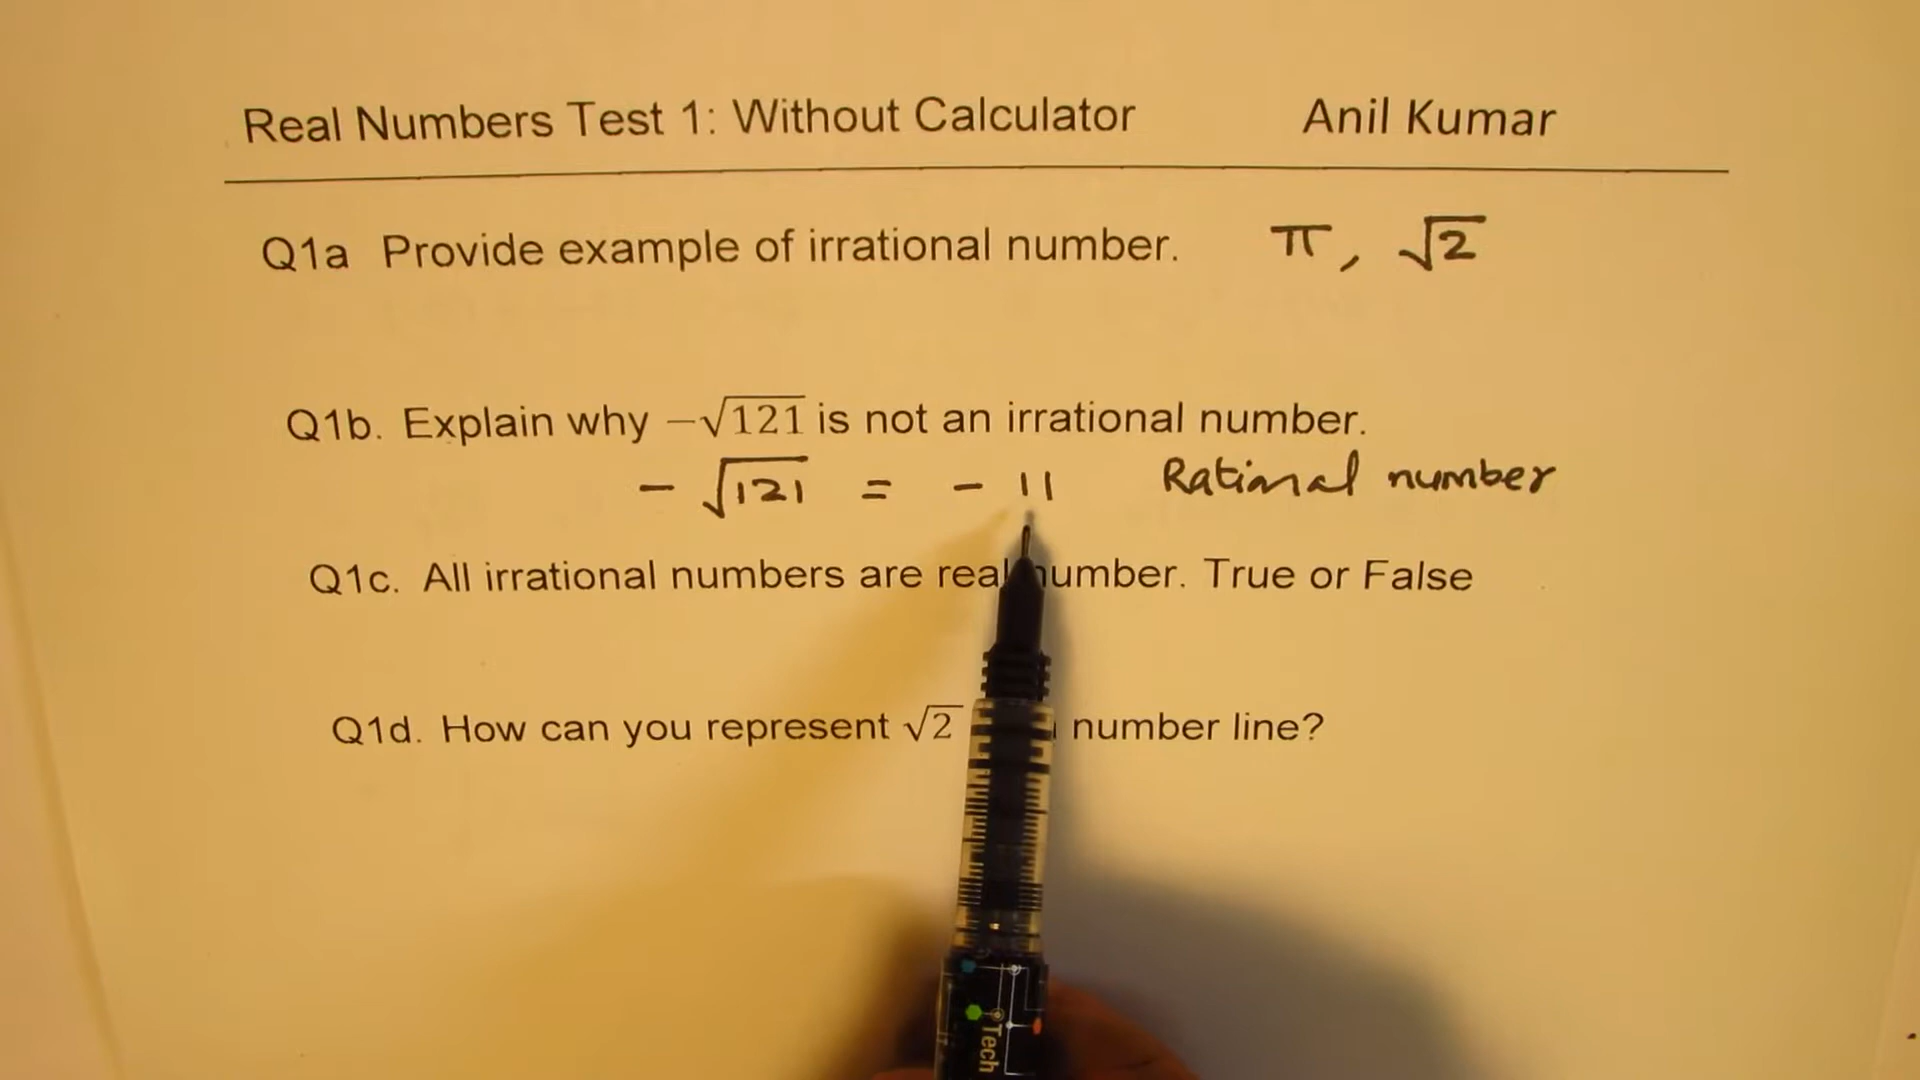 Real Numbers Test 1: Without Calculator Anil Kumar
Q1a Provide example of irrational number. π, √2
Q1b. Explain why −√121 is not an irrational number.
− √121 = − 11 Rational number
Q1c. All irrational numbers are real number. True or False
Q1d. How can you represent √2 number line?
Tech